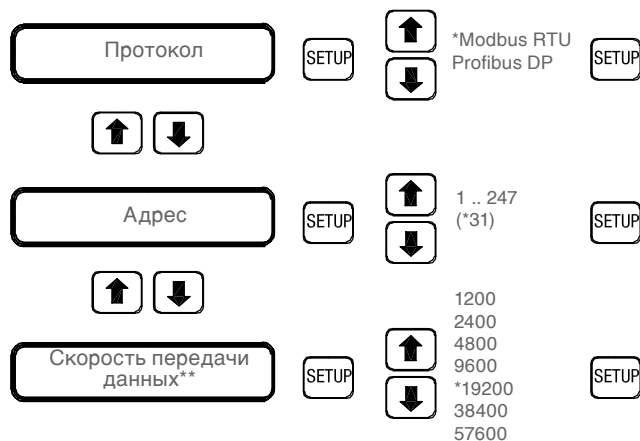 Протокол
SETUP
*Modbus RTU
Profibus DP
SETUP
Адрес
SETUP
1 .. 247
(*31)
SETUP
Скорость передачи
данных**
SETUP
1200
2400
4800
9600
*19200
38400
57600
SETUP